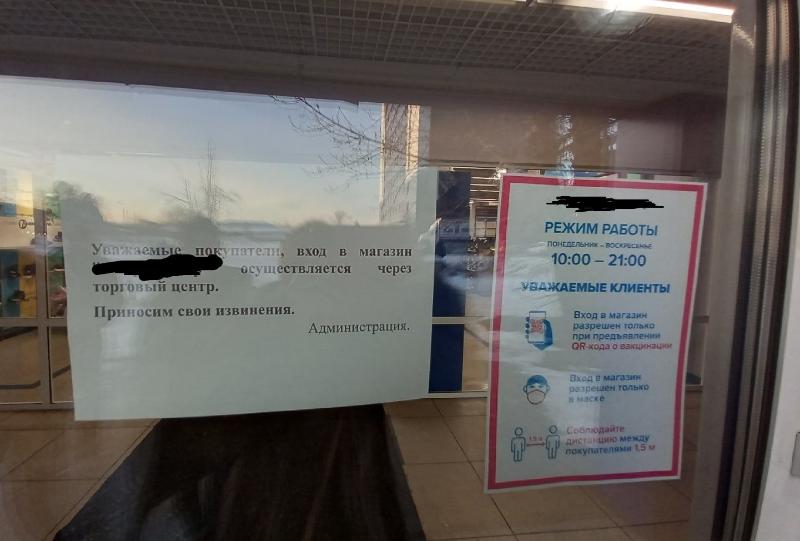 Уважаемые покупатели, вход в магазин
осуществляется через
торговый центр.
Приносим свои извинения.
Администрация.
РЕЖИМ РАБОТЫ
ПОНЕДЕЛЬНИК – ВОСКРЕСЕНЬЕ
10:00 – 21:00
УВАЖАЕМЫЕ КЛИЕНТЫ
Вход в магазин
разрешен только
при предъявлении
QR-кода о вакцинации
Вход в магазин
разрешен только
в маске
1,5 м
Соблюдайте
дистанцию между
покупателями 1,5 м